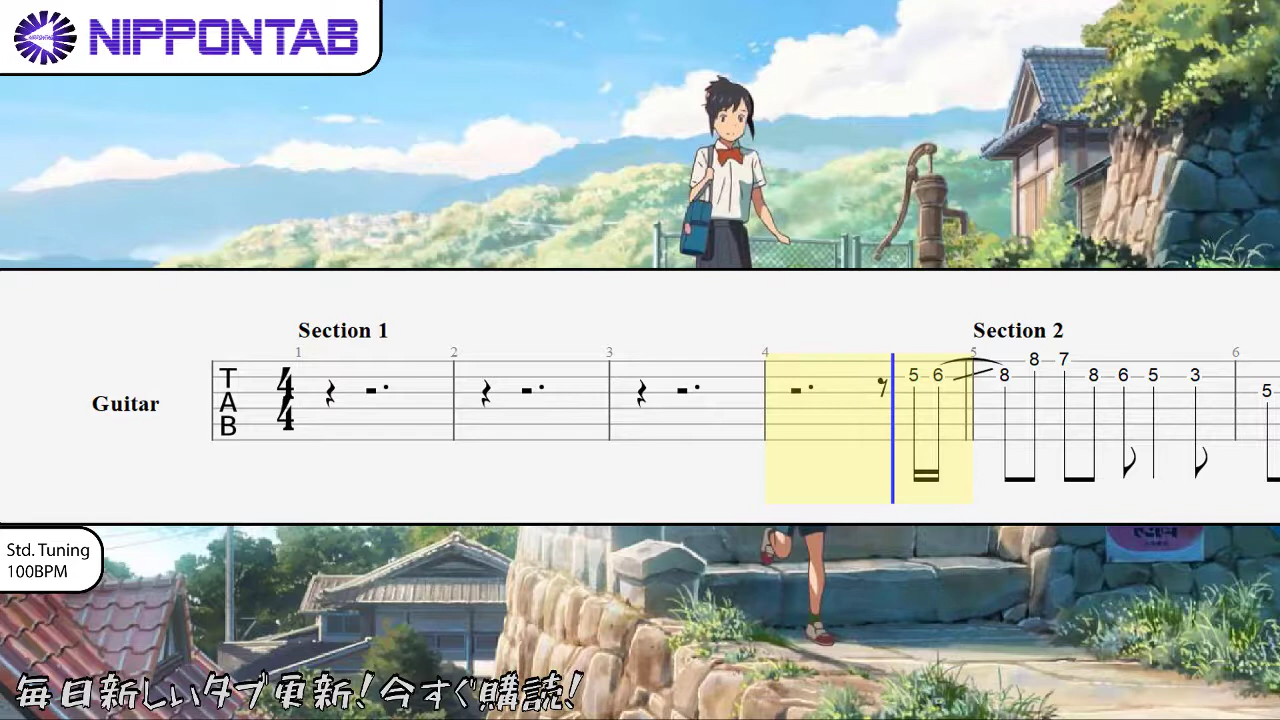 NIPPONTAB
Section 1
Section 2
1 2 3 4 5 6
T
A
B
4
4
Guitar
8 7
5 6 8 8 6 5 3
5
Std. Tuning
100BPM
毎日新しいタブ更新!今すぐ購読!